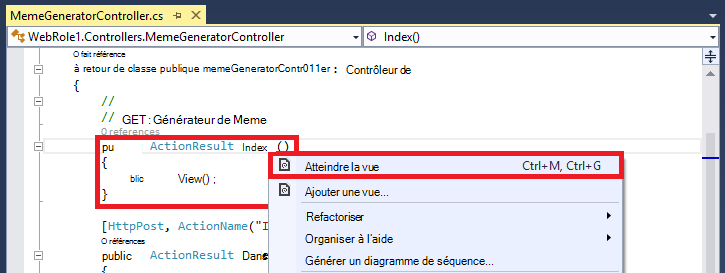 MemeGeneratorController.cs
WebRole1.Controllers.MemeGeneratorController Index()
0 fait référence
à retour de classe publique memeGeneratorContr011er : Contrôleur de
{
//
// GET : Générateur de Meme
0 references
pu ActionResult Index ()
{
blic View() ;
}
Atteindre la vue Ctrl+M, Ctrl+G
Ajouter une vue...
Refactoriser
[HttpPost, ActionName("I
Organiser à l'aide
0 références
public ActionResult Dans
Générer un diagramme de séquence...
{